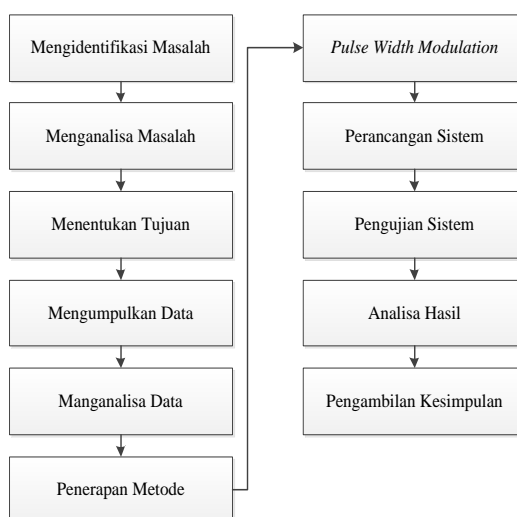 Mengidentifikasi Masalah
Menganalisa Masalah
Menentukan Tujuan
Mengumpulkan Data
Manganalisa Data
Penerapan Metode
Pulse Width Modulation
Perancangan Sistem
Pengujian Sistem
Analisa Hasil
Pengambilan Kesimpulan